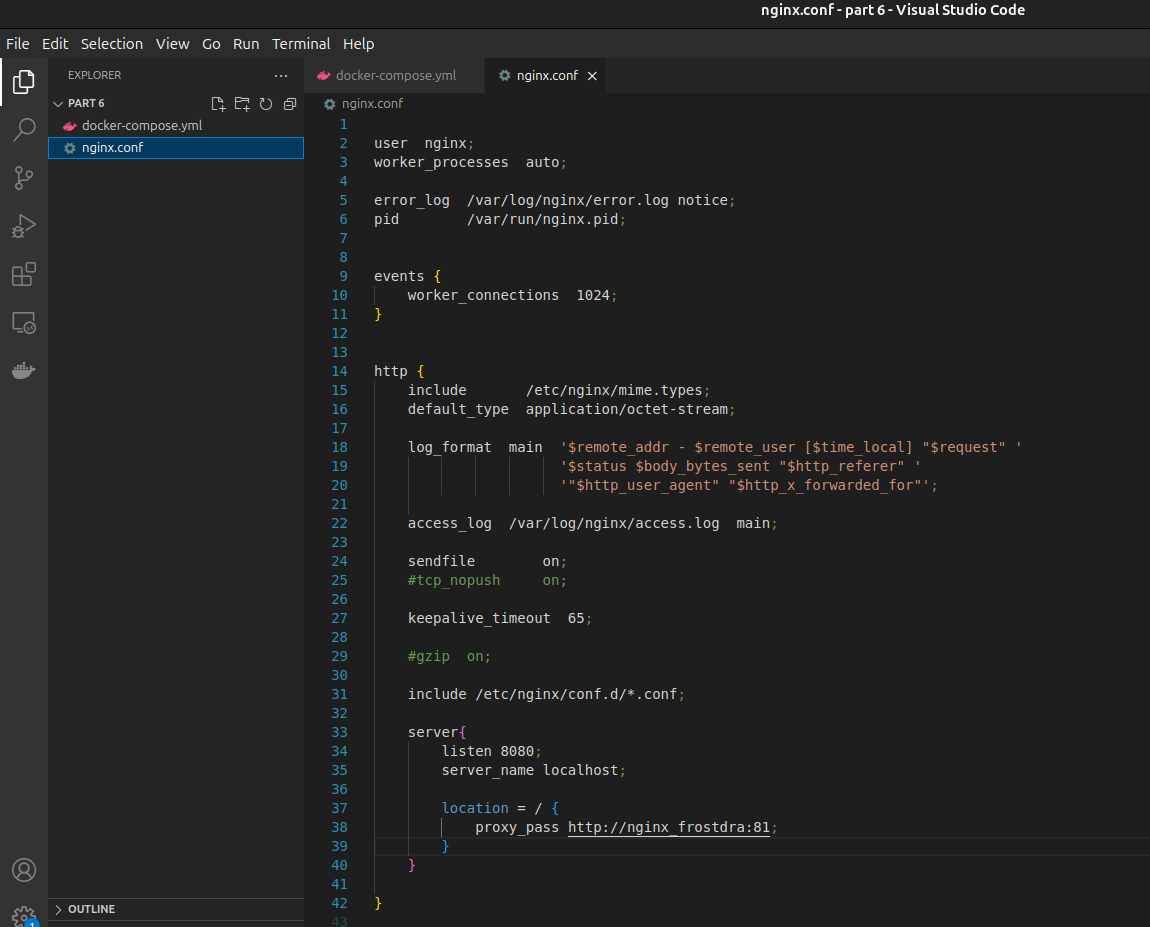 nginx.conf - part 6 - Visual Studio Code
File Edit Selection View Go Run Terminal Help
EXPLORER ...
docker-compose.yml nginx.conf ×
PART 6
nginx.conf
docker-compose.yml
nginx.conf
1
2 user  nginx;
3 worker_processes  auto;
4
5 error_log  /var/log/nginx/error.log notice;
6 pid        /var/run/nginx.pid;
7
8
9 events {
10     worker_connections  1024;
11 }
12
13
14 http {
15     include       /etc/nginx/mime.types;
16     default_type  application/octet-stream;
17
18     log_format  main  '$remote_addr - $remote_user [$time_local] "$request" '
19                       '$status $body_bytes_sent "$http_referer" '
20                       '"$http_user_agent" "$http_x_forwarded_for"';
21
22     access_log  /var/log/nginx/access.log  main;
23
24     sendfile        on;
25     #tcp_nopush     on;
26
27     keepalive_timeout  65;
28
29     #gzip  on;
30
31     include /etc/nginx/conf.d/*.conf;
32
33     server{
34         listen 8080;
35         server_name localhost;
36
37         location = / {
38             proxy_pass http://nginx_frostdra:81;
39         }
40     }
41
42 }
43
OUTLINE
1